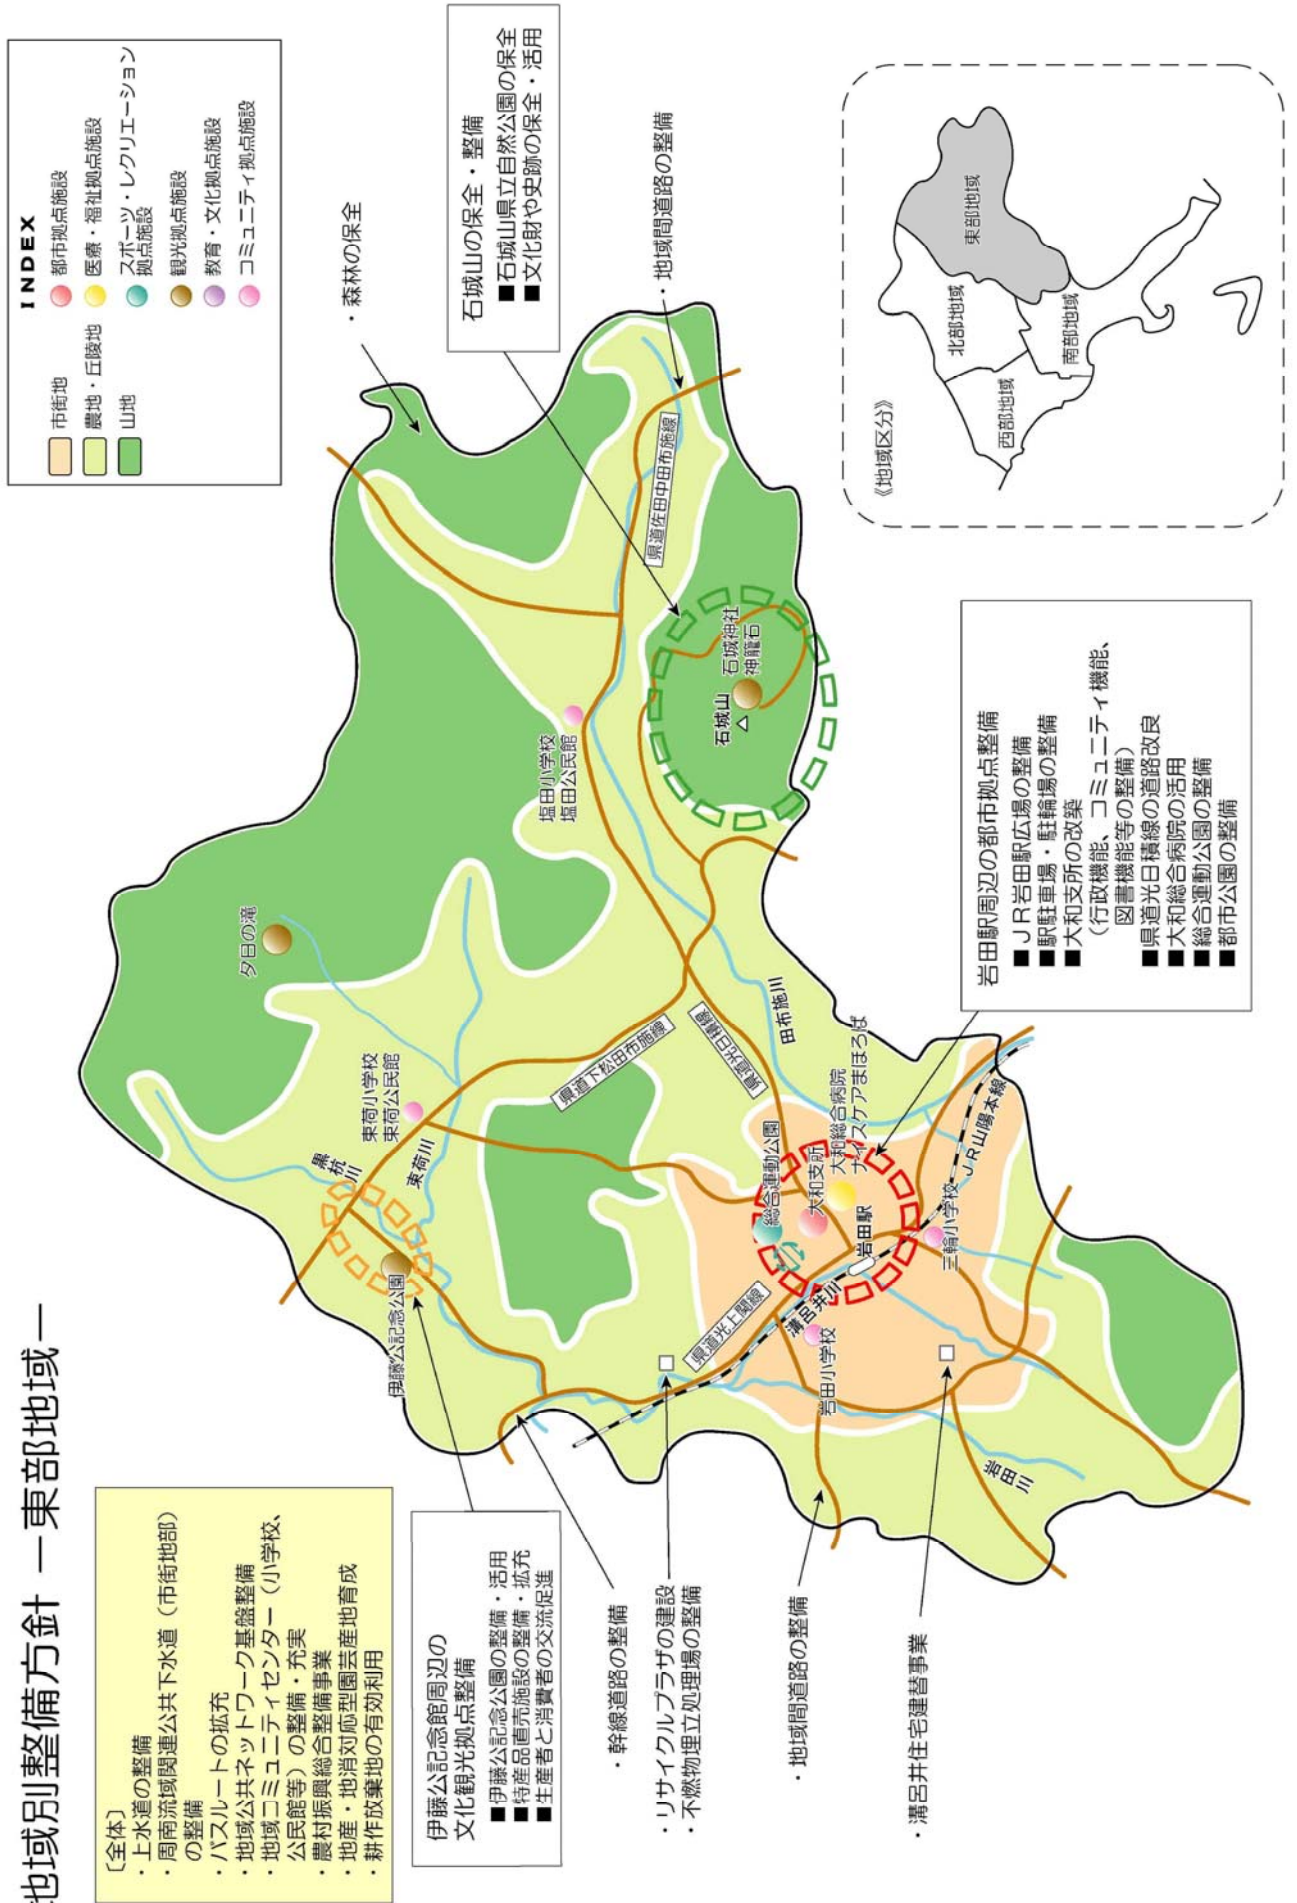 地域別整備方針 －東部地域－
〔全体〕
・上水道の整備
・周南流域関連公共下水道（市街地部）
の整備
・バスルートの拡充
・地域公共ネットワーク基盤整備
・地域コミュニティセンター（小学校、
公民館等）の整備・充実
・農村振興総合整備事業
・地産・地消対応型園芸産地育成
・耕作放棄地の有効利用
INDEX
市街地
農地・丘陵地
山地
都市拠点施設
医療・福祉拠点施設
スポーツ・レクリエーション
拠点施設
観光拠点施設
教育・文化拠点施設
コミュニティ拠点施設
・森林の保全
石城山の保全・整備
■石城山県立自然公園の保全
■文化財や史跡の保全・活用
・地域間道路の整備
伊藤公記念館周辺の
文化観光拠点整備
■伊藤公記念公園の整備・活用
■特産品直売施設の整備・拡充
■生産者と消費者の交流促進
・幹線道路の整備
・リサイクルプラザの建設
・不燃物埋立処理場の整備
・地域間道路の整備
・溝呂井住宅建替事業
夕日の滝
東荷小学校
東荷公民館
黒杭川
東荷川
伊藤公記念公園
塩田小学校
塩田公民館
県道佐田中田布施線
県道下松田布施線
県道光日積線
田布施川
石城山
石城神社
神籠石
県道光上関線
総合運動公園
大和支所
大和総合病院
ナイスケアまほろば
岩田駅
溝呂井川
岩田小学校
三輪小学校
JR山陽本線
岩田川
岩田駅周辺の都市拠点整備
■ＪＲ岩田駅広場の整備
■駅駐車場・駐輪場の整備
■大和支所の改築
（行政機能、コミュニティ機能、
図書機能等の整備）
■県道光日積線の道路改良
■大和総合病院の活用
■総合運動公園の整備
■都市公園の整備
《地域区分》
東部地域
北部地域
西部地域
南部地域